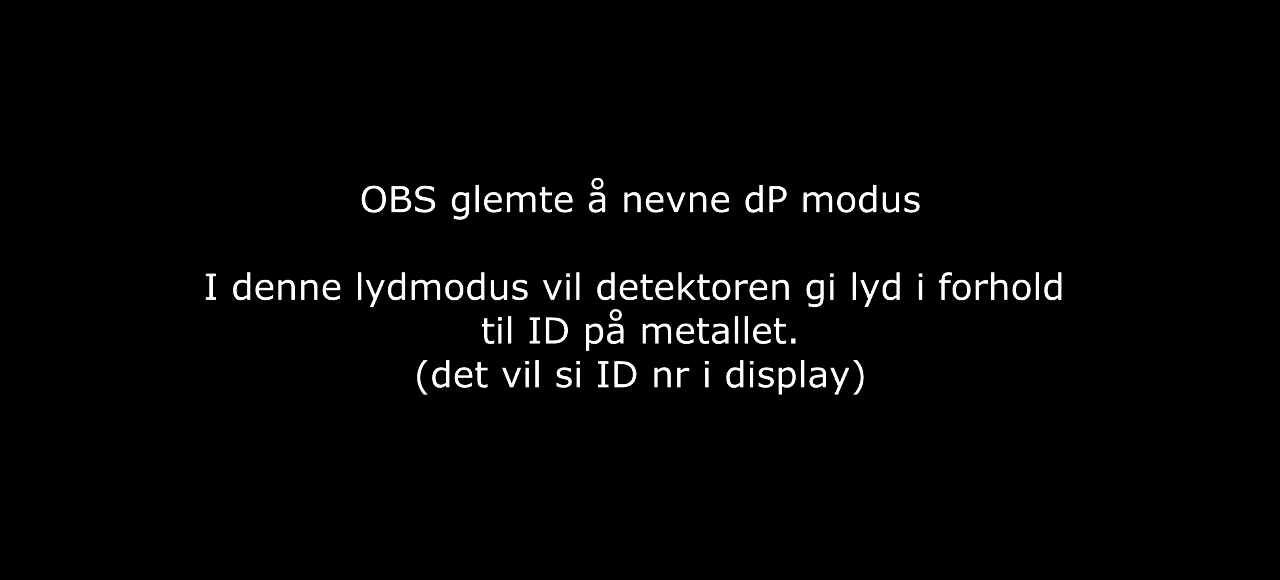 OBS glemte å nevne dP modus
I denne lydmodus vil detektoren gi lyd i forhold
til ID på metallet.
(det vil si ID nr i display)